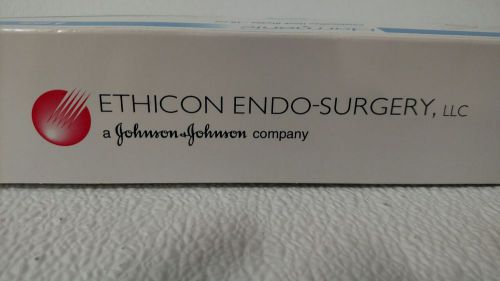 ETHICON ENDO-SURGERY, LLC
a Johnson & Johnson company